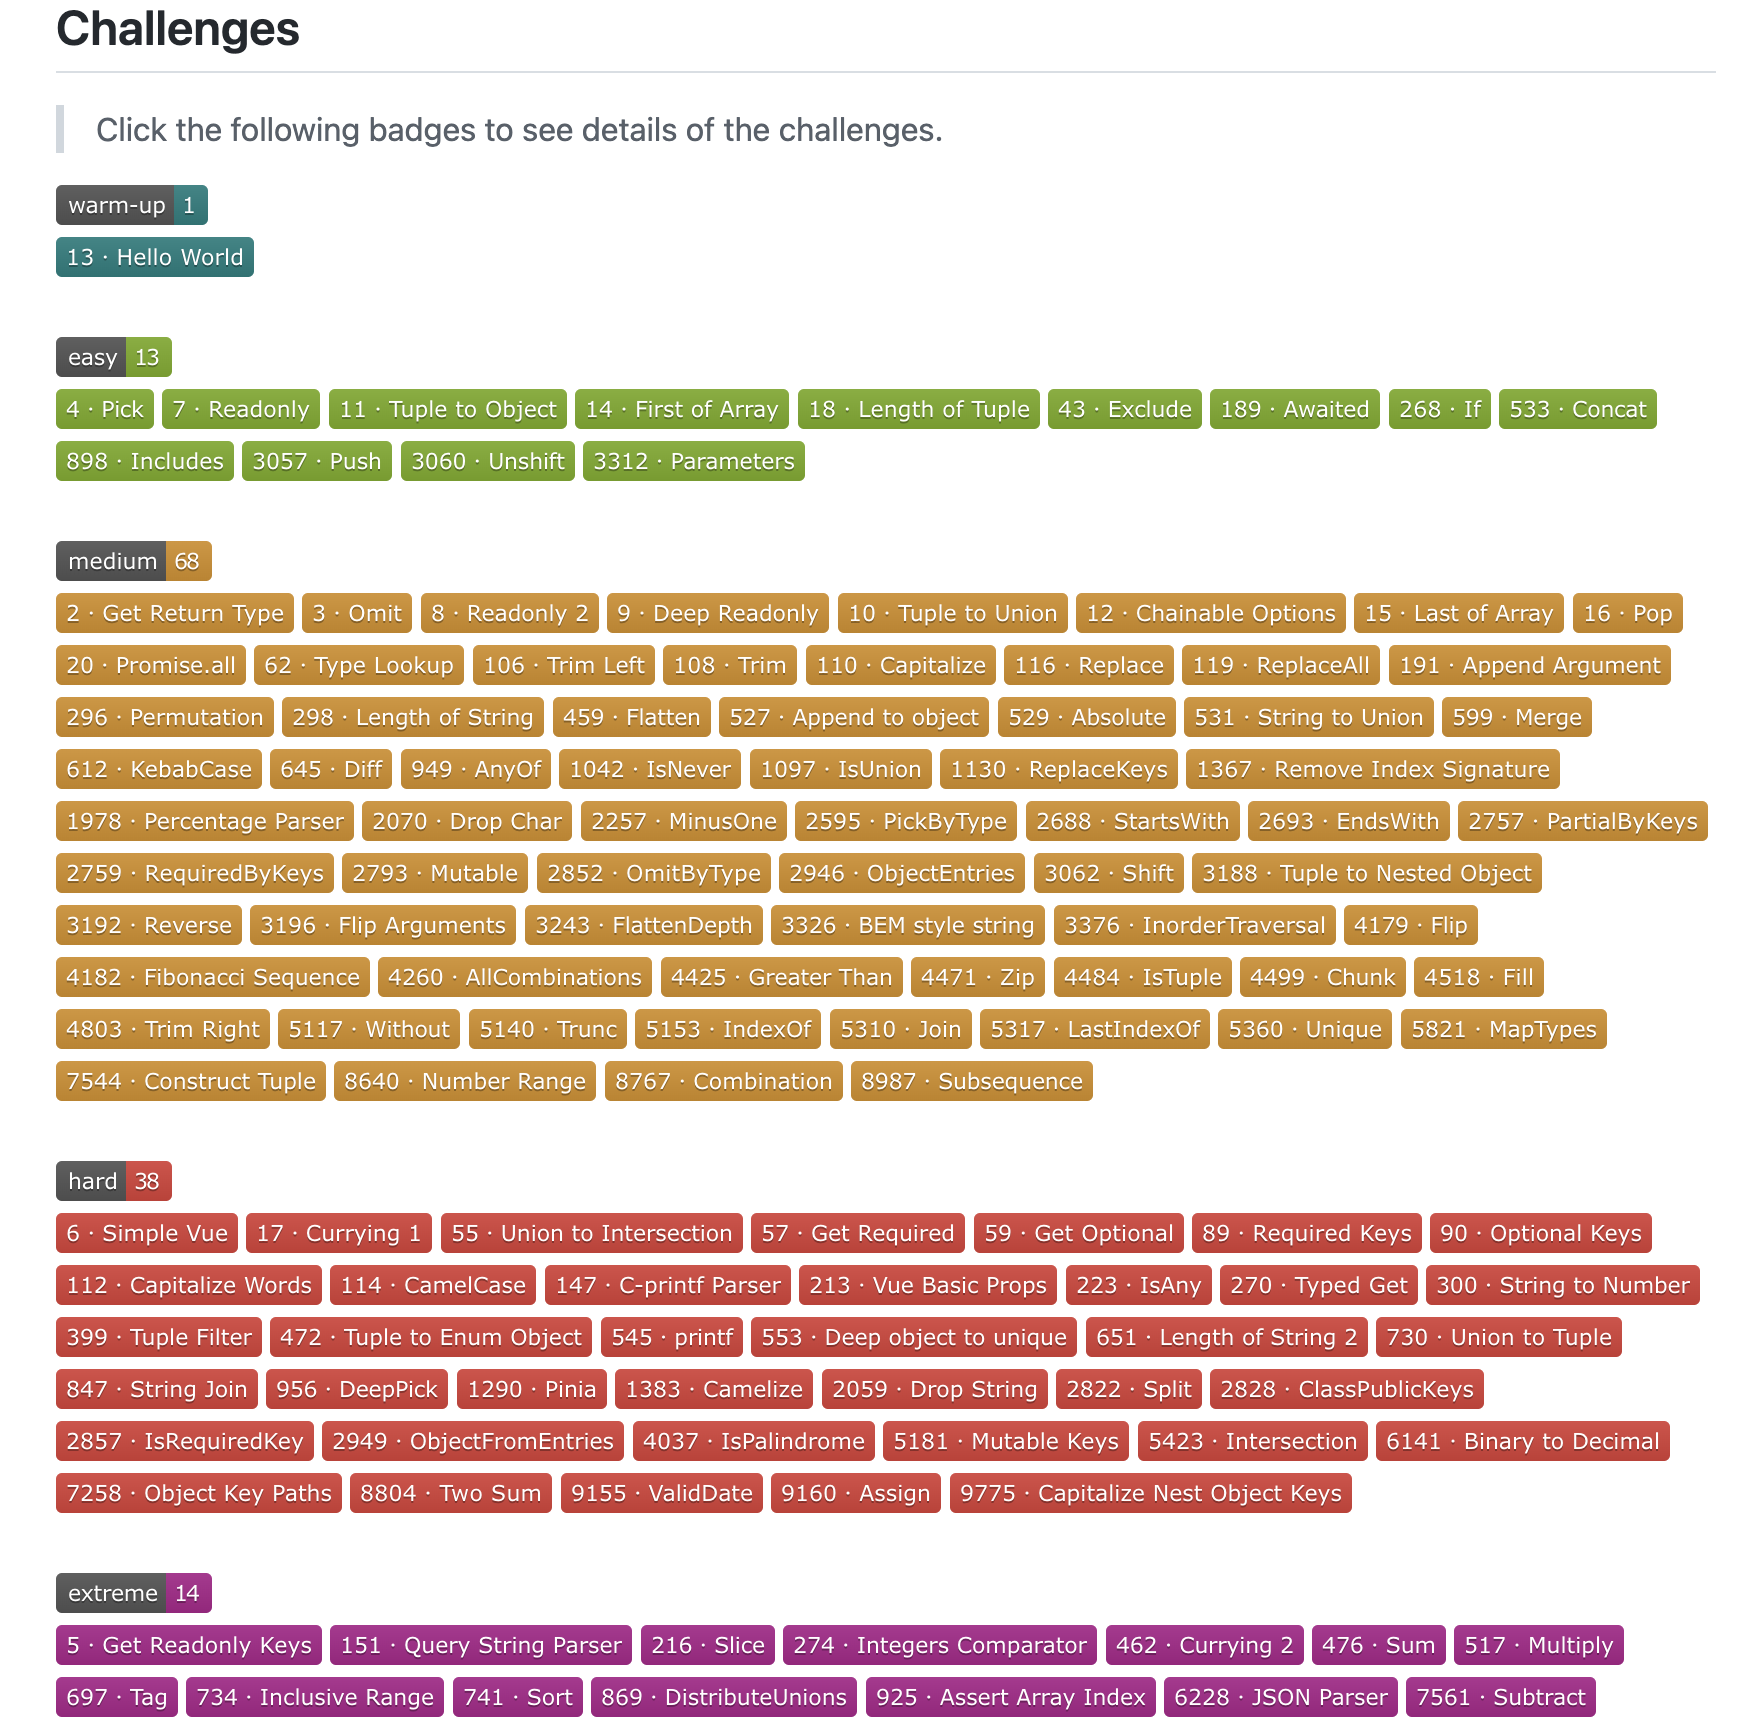 Challenges
Click the following badges to see details of the challenges.
warm-up 1
13 · Hello World
easy 13
4 · Pick 7 · Readonly 11 · Tuple to Object 14 · First of Array 18 · Length of Tuple 43 · Exclude 189 · Awaited 268 · If 533 · Concat
898 · Includes 3057 · Push 3060 · Unshift 3312 · Parameters
medium 68
2 · Get Return Type 3 · Omit 8 · Readonly 2 9 · Deep Readonly 10 · Tuple to Union 12 · Chainable Options 15 · Last of Array 16 · Pop
20 · Promise.all 62 · Type Lookup 106 · Trim Left 108 · Trim 110 · Capitalize 116 · Replace 119 · ReplaceAll 191 · Append Argument
296 · Permutation 298 · Length of String 459 · Flatten 527 · Append to object 529 · Absolute 531 · String to Union 599 · Merge
612 · KebabCase 645 · Diff 949 · AnyOf 1042 · IsNever 1097 · IsUnion 1130 · ReplaceKeys 1367 · Remove Index Signature
1978 · Percentage Parser 2070 · Drop Char 2257 · MinusOne 2595 · PickByType 2688 · StartsWith 2693 · EndsWith 2757 · PartialByKeys
2759 · RequiredByKeys 2793 · Mutable 2852 · OmitByType 2946 · ObjectEntries 3062 · Shift 3188 · Tuple to Nested Object
3192 · Reverse 3196 · Flip Arguments 3243 · FlattenDepth 3326 · BEM style string 3376 · InorderTraversal 4179 · Flip
4182 · Fibonacci Sequence 4260 · AllCombinations 4425 · Greater Than 4471 · Zip 4484 · IsTuple 4499 · Chunk 4518 · Fill
4803 · Trim Right 5117 · Without 5140 · Trunc 5153 · IndexOf 5310 · Join 5317 · LastIndexOf 5360 · Unique 5821 · MapTypes
7544 · Construct Tuple 8640 · Number Range 8767 · Combination 8987 · Subsequence
hard 38
6 · Simple Vue 17 · Currying 1 55 · Union to Intersection 57 · Get Required 59 · Get Optional 89 · Required Keys 90 · Optional Keys
112 · Capitalize Words 114 · CamelCase 147 · C-printf Parser 213 · Vue Basic Props 223 · IsAny 270 · Typed Get 300 · String to Number
399 · Tuple Filter 472 · Tuple to Enum Object 545 · printf 553 · Deep object to unique 651 · Length of String 2 730 · Union to Tuple
847 · String Join 956 · DeepPick 1290 · Pinia 1383 · Camelize 2059 · Drop String 2822 · Split 2828 · ClassPublicKeys
2857 · IsRequiredKey 2949 · ObjectFromEntries 4037 · IsPalindrome 5181 · Mutable Keys 5423 · Intersection 6141 · Binary to Decimal
7258 · Object Key Paths 8804 · Two Sum 9155 · ValidDate 9160 · Assign 9775 · Capitalize Nest Object Keys
extreme 14
5 · Get Readonly Keys 151 · Query String Parser 216 · Slice 274 · Integers Comparator 462 · Currying 2 476 · Sum 517 · Multiply
697 · Tag 734 · Inclusive Range 741 · Sort 869 · DistributeUnions 925 · Assert Array Index 6228 · JSON Parser 7561 · Subtract